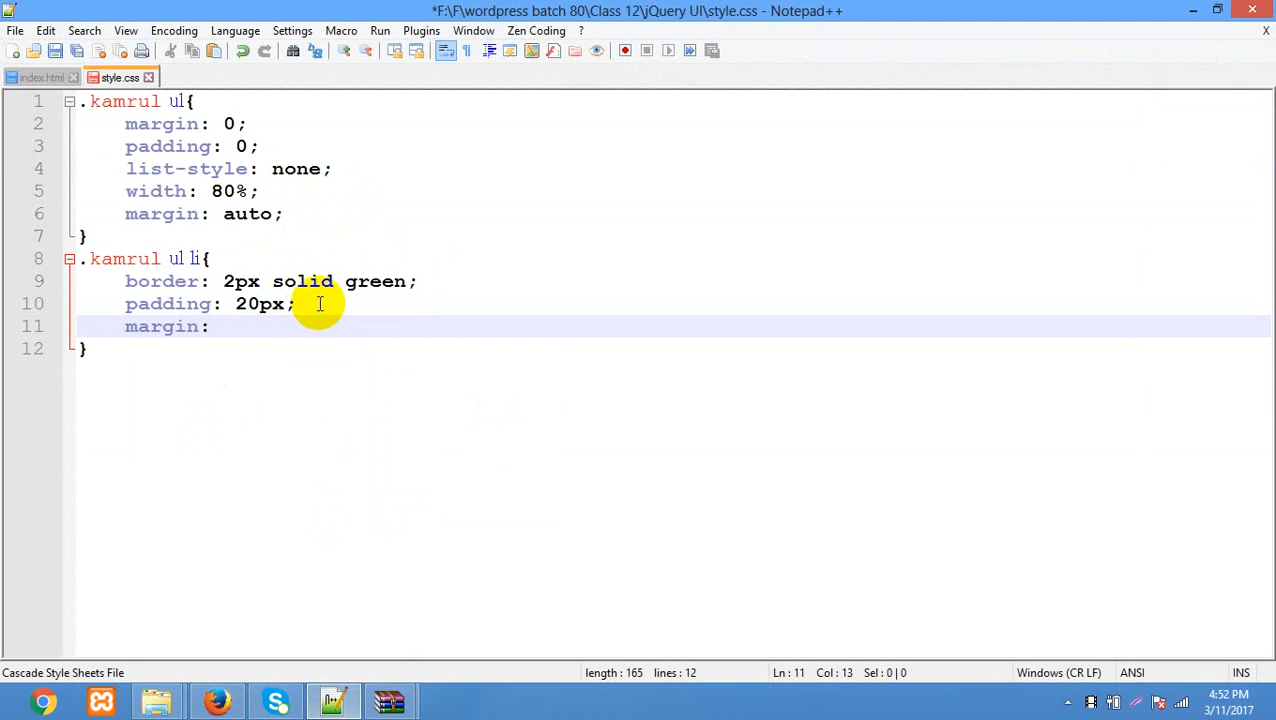 *F:\F\wordpress batch 80\Class 12\jQuery UI\style.css - Notepad++
File Edit Search View Encoding Language Settings Macro Run Plugins Window Zen Coding ? X
index.html style.css
1 .kamrul ul{
2 margin: 0;
3 padding: 0;
4 list-style: none;
5 width: 80%;
6 margin: auto;
7 }
8 .kamrul ul li{
9 border: 2px solid green;
10 padding: 20px;
11 margin:
12 }
Cascade Style Sheets File length : 165 lines : 12 Ln : 11 Col : 13 Sel : 0 | 0 Windows (CR LF) ANSI INS
4:52 PM
3/11/2017